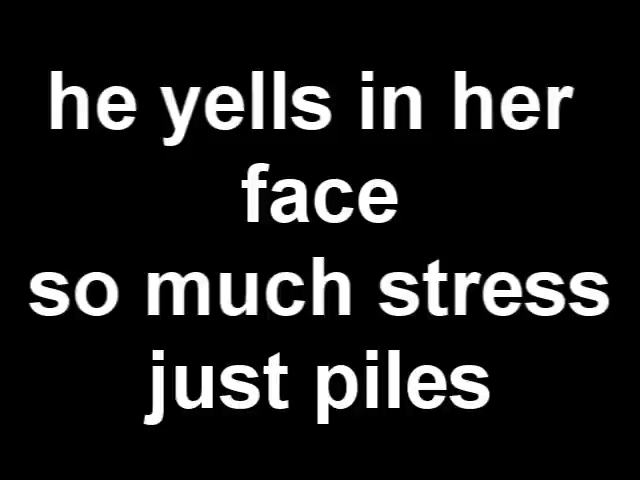 he yells in her
face
so much stress
just piles